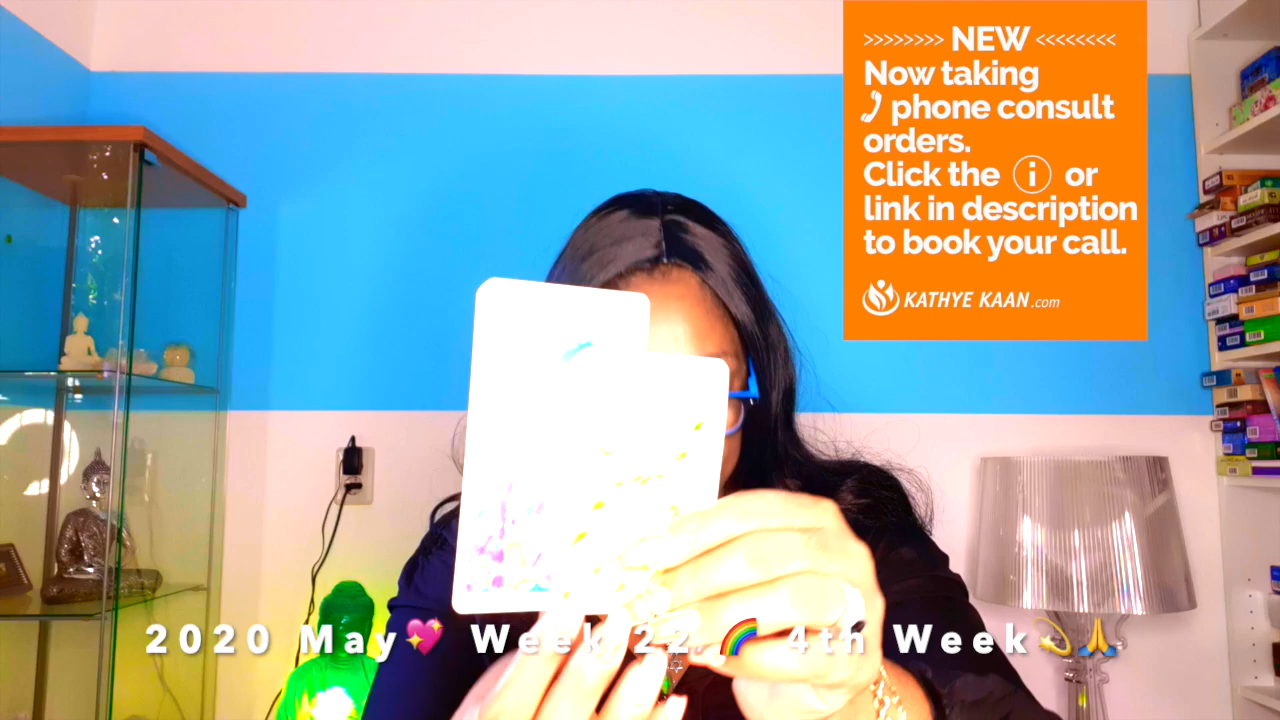 >>>>>>>> NEW <<<<<<<<
Now taking
phone consult
orders.
Click the ⓘ or
link in description
to book your call.
KATHYE KAAN.com
2020 May💖 Week 22 🌈 4th Week💫🙏